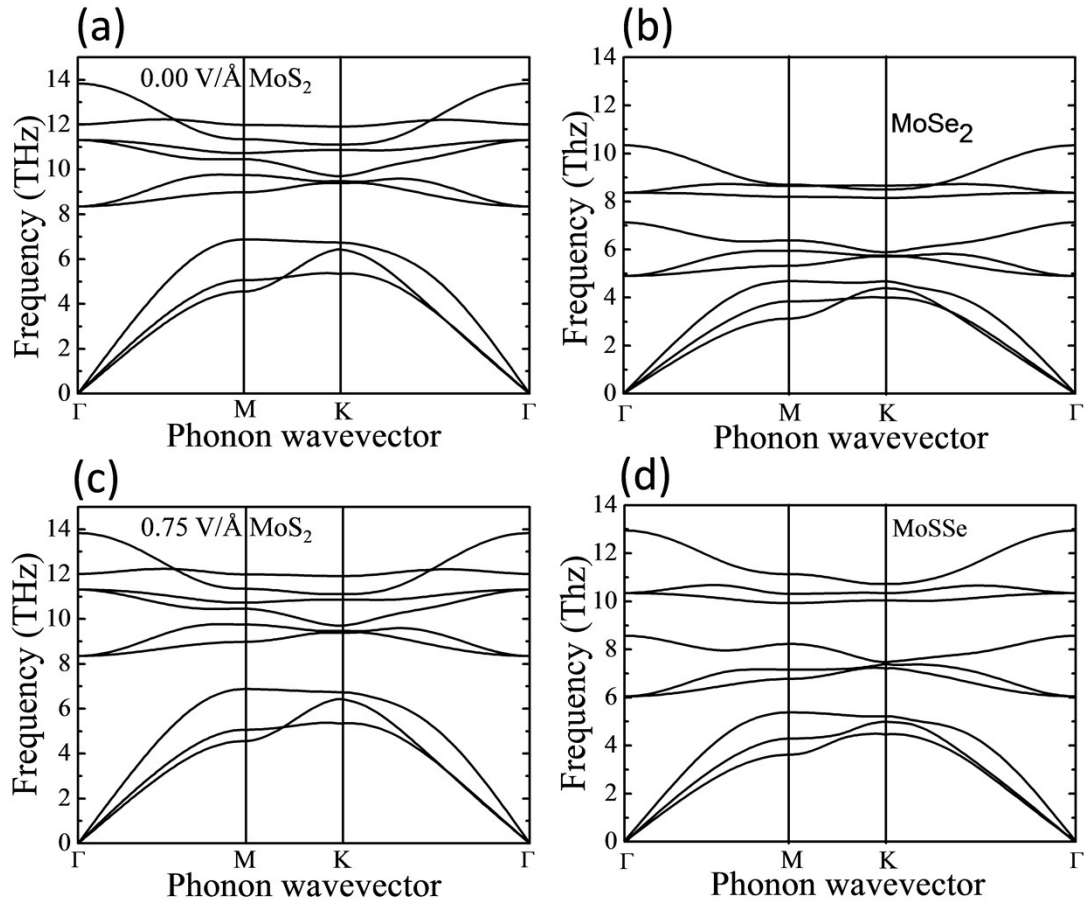 (a)
0.00 V/Å MoS₂
Frequency (THz)
14
12
10
8
6
4
2
0
Γ M K Γ
Phonon wavevector
(b)
MoSe₂
Frequency (Thz)
14
12
10
8
6
4
2
0
Γ M K Γ
Phonon wavevector
(c)
0.75 V/Å MoS₂
Frequency (THz)
14
12
10
8
6
4
2
0
Γ M K Γ
Phonon wavevector
(d)
MoSSe
Frequency (Thz)
14
12
10
8
6
4
2
0
Γ M K Γ
Phonon wavevector